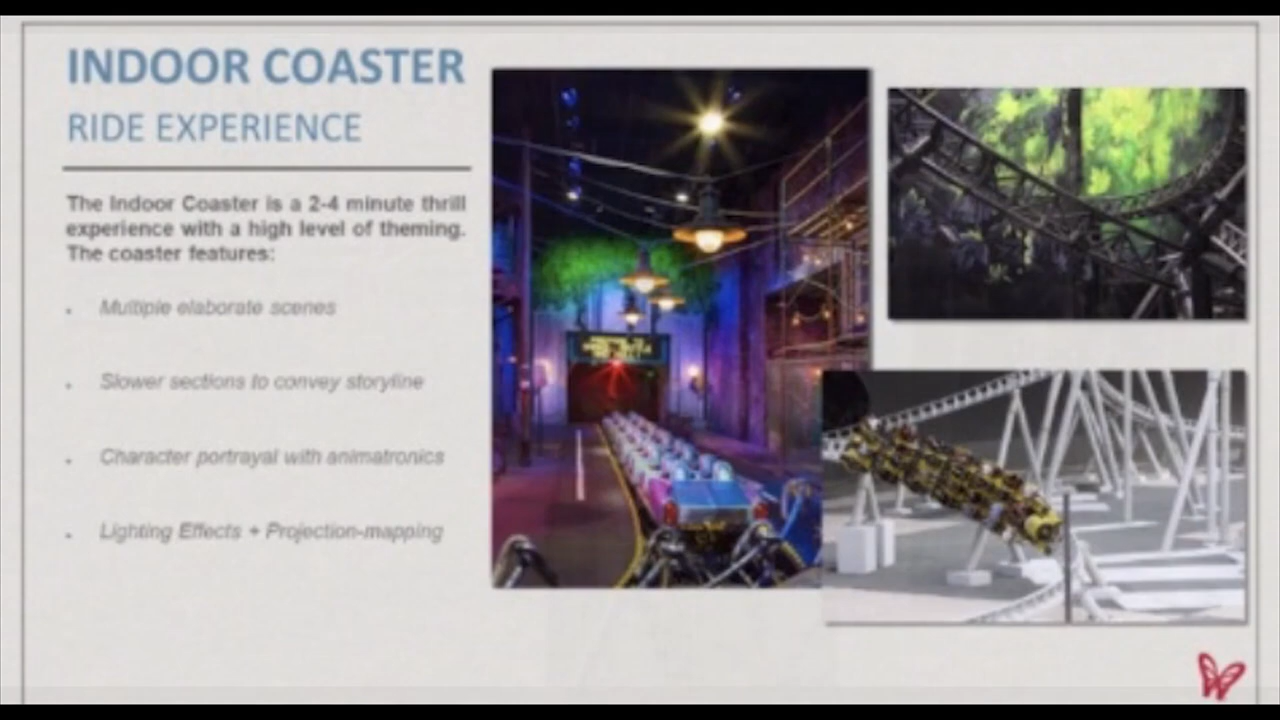 INDOOR COASTER
RIDE EXPERIENCE
The Indoor Coaster is a 2-4 minute thrill
experience with a high level of theming.
The coaster features:
Multiple elaborate scenes
Slower sections to convey storyline
Character portrayal with animatronics
Lighting Effects + Projection-mapping